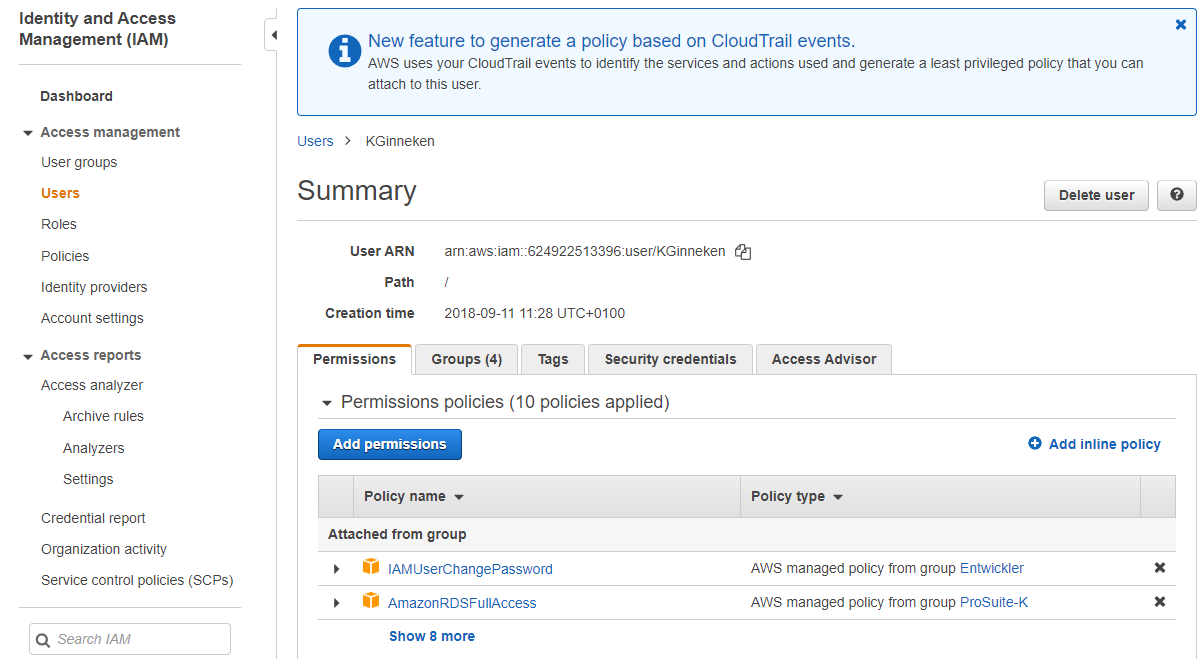 Identity and Access
Management (IAM)
Dashboard
Access management
User groups
Users
Roles
Policies
Identity providers
Account settings
Access reports
Access analyzer
Archive rules
Analyzers
Settings
Credential report
Organization activity
Service control policies (SCPs)
Search IAM
New feature to generate a policy based on CloudTrail events.
AWS uses your CloudTrail events to identify the services and actions used and generate a least privileged policy that you can
attach to this user.
Users > KGinneken
Summary
Delete user
?
User ARN arn:aws:iam::624922513396:user/KGinneken
Path /
Creation time 2018-09-11 11:28 UTC+0100
Permissions Groups (4) Tags Security credentials Access Advisor
Permissions policies (10 policies applied)
Add permissions Add inline policy
Policy name Policy type
Attached from group
IAMUserChangePassword AWS managed policy from group Entwickler
AmazonRDSFullAccess AWS managed policy from group ProSuite-K
Show 8 more